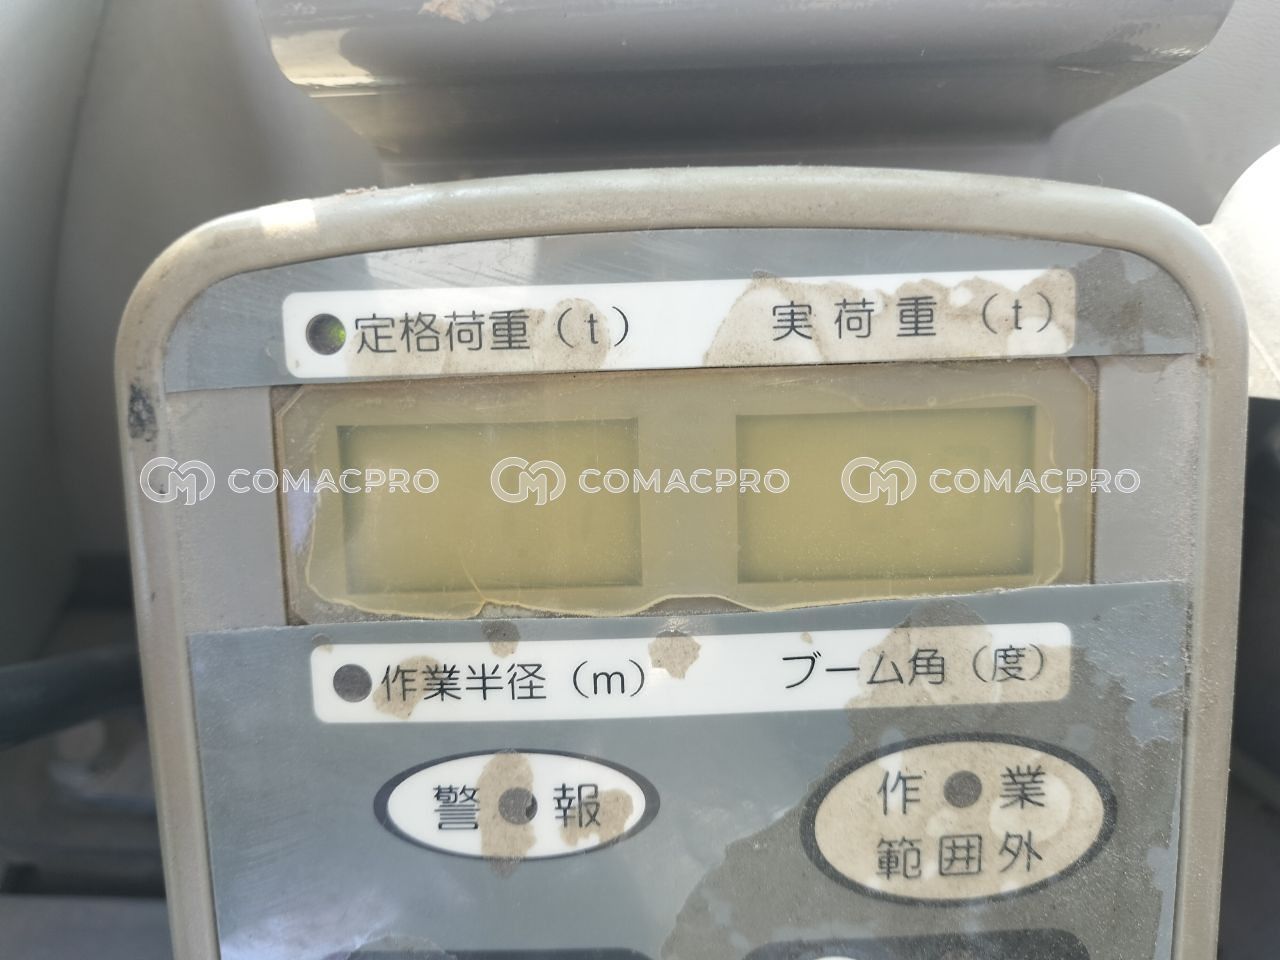 定格荷重（t） 実荷重（t）
COMACPRO COMACPRO COMACPRO
作業半径（m） ブーム角（度）
警報
作業
範囲外